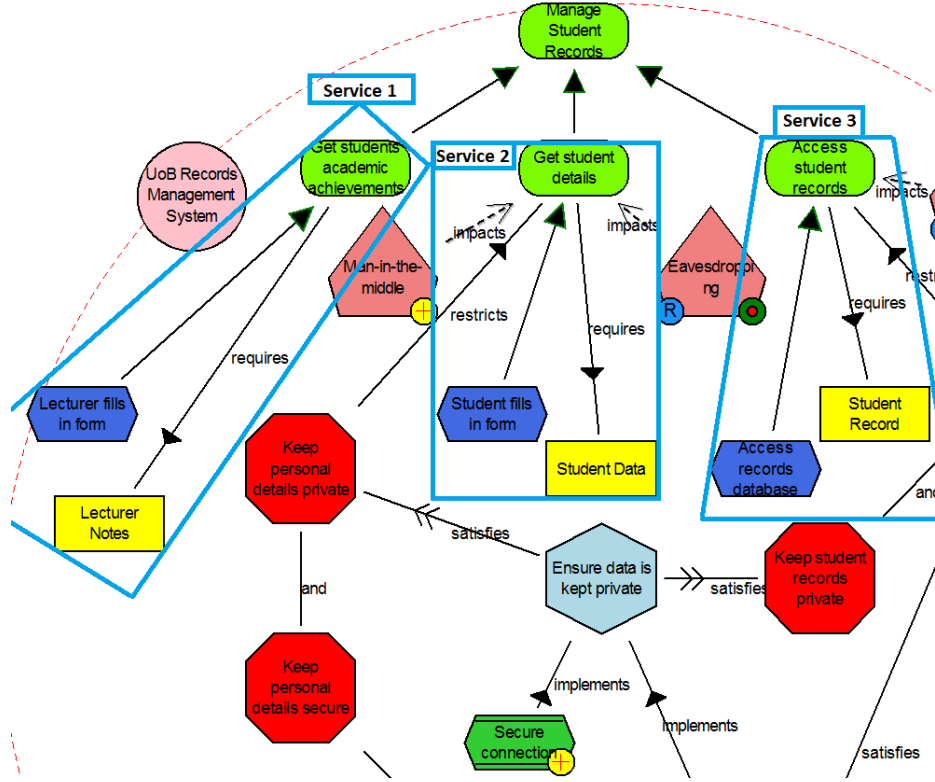 Manage
Student
Records
Service 1
Service 3
Service 2
Get students
academic
achievements
Get student
details
Access
student
records
UoB Records
Management
System
impacts
impacts
impacts
Man-in-the-
middle
Eavesdroppi
ng
restricts
requires
requires
restri
R
requires
Lecturer fills
in form
Student fills
in form
Student
Record
Keep
personal
details private
Access
records
database
Student Data
Lecturer
Notes
and
satisfies
Ensure data is
kept private
satisfies
Keep student
records
private
and
Keep
personal
details secure
implements
implements
Secure
connection
satisfies